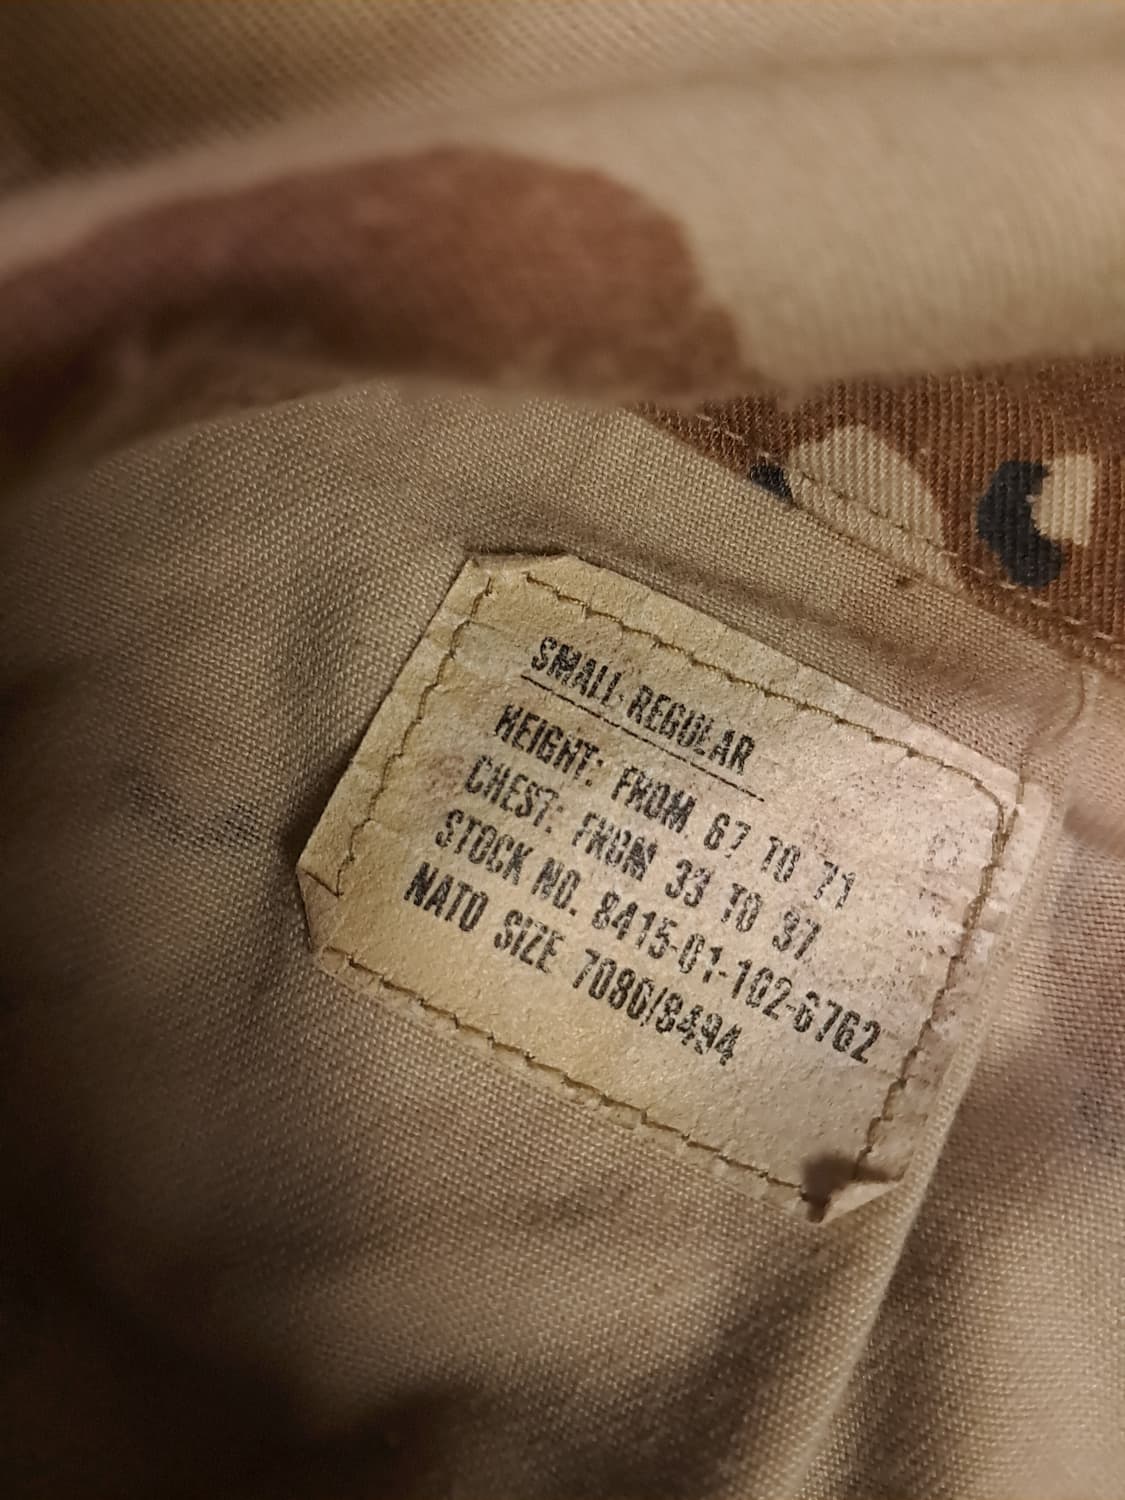 SMALL-REGULAR
HEIGHT: FROM 67 TO 71
CHEST: FROM 33 TO 37
STOCK NO. 8415-01-102-6762
NATO SIZE 7080/8494